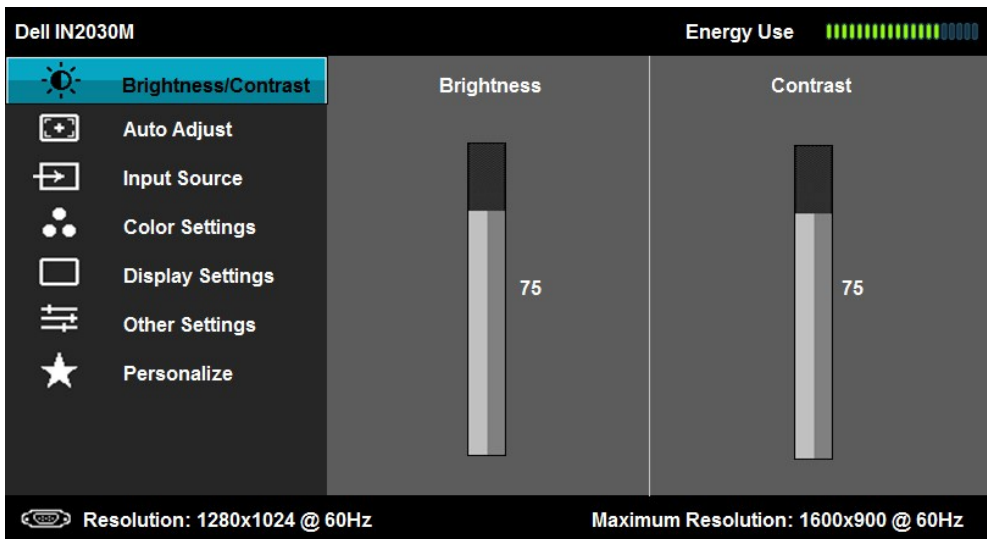 Dell IN2030M Energy Use
Brightness/Contrast Brightness Contrast
Auto Adjust
Input Source
Color Settings
Display Settings
75 75
Other Settings
Personalize
Resolution: 1280x1024 @ 60Hz Maximum Resolution: 1600x900 @ 60Hz